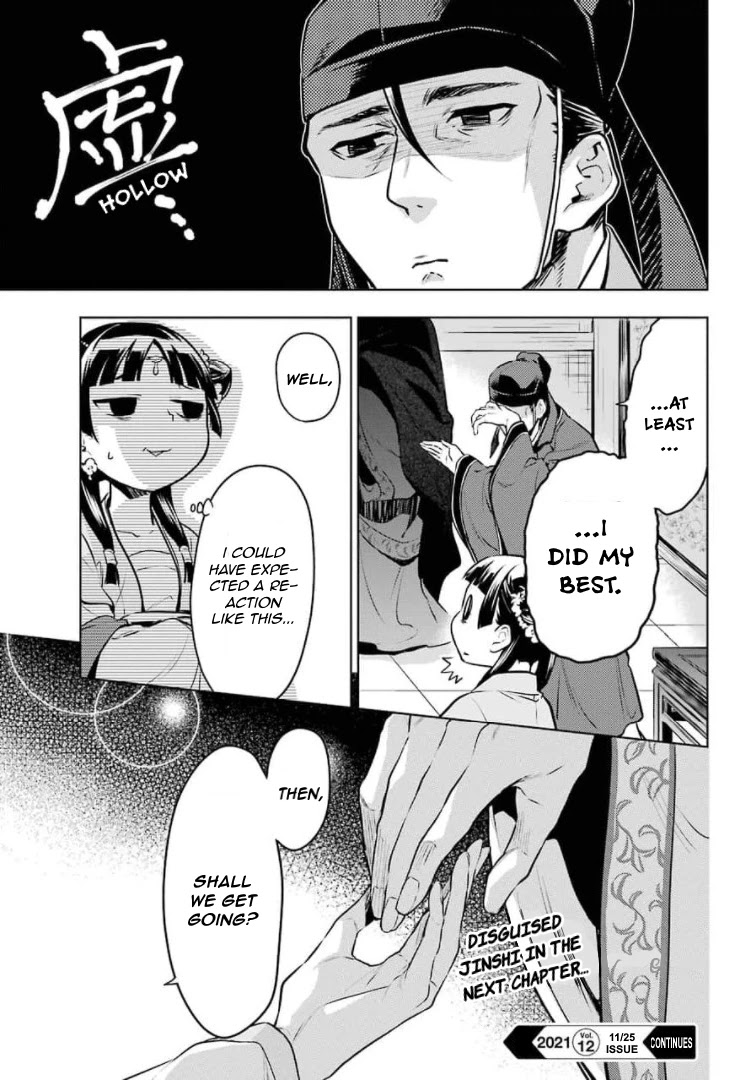 虚
HOLLOW
...AT
LEAST
...I
DID MY
BEST.
WELL,
I COULD
HAVE EXPE-
CTED A RE-
ACTION
LIKE THIS...
THEN,
SHALL
WE GET
GOING?
DISGUISED
JINSHI IN THE
NEXT CHAPTER...
2021 Vol. 12 11/25 ISSUE CONTINUES